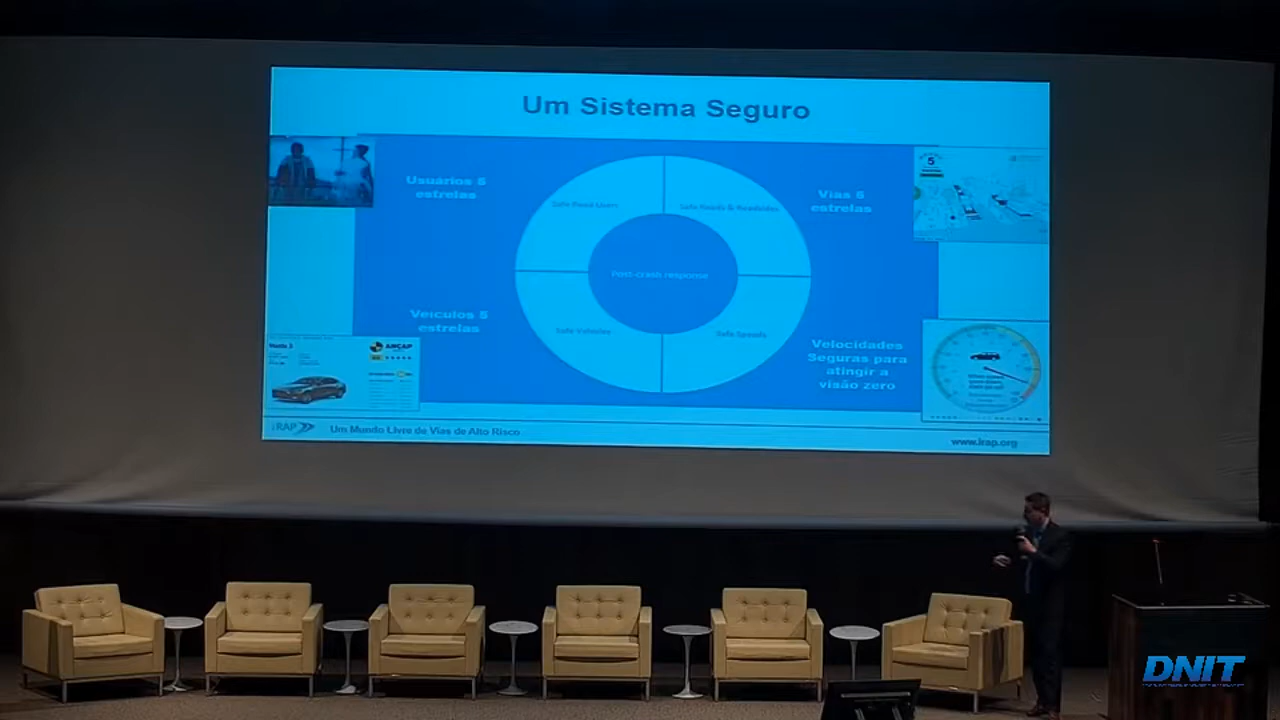 Um Sistema Seguro
Usuários 5
estrelas
Vias 5
estrelas
Safe Road Users
Safe Roads & Roadsides
Post-crash response
Safe Vehicles
Safe Speeds
Veículos 5
estrelas
Velocidades
Seguras para
atingir a
visão zero
5
ANCAP
iRAP
Um Mundo Livre de Vias de Alto Risco
www.irap.org
DNIT